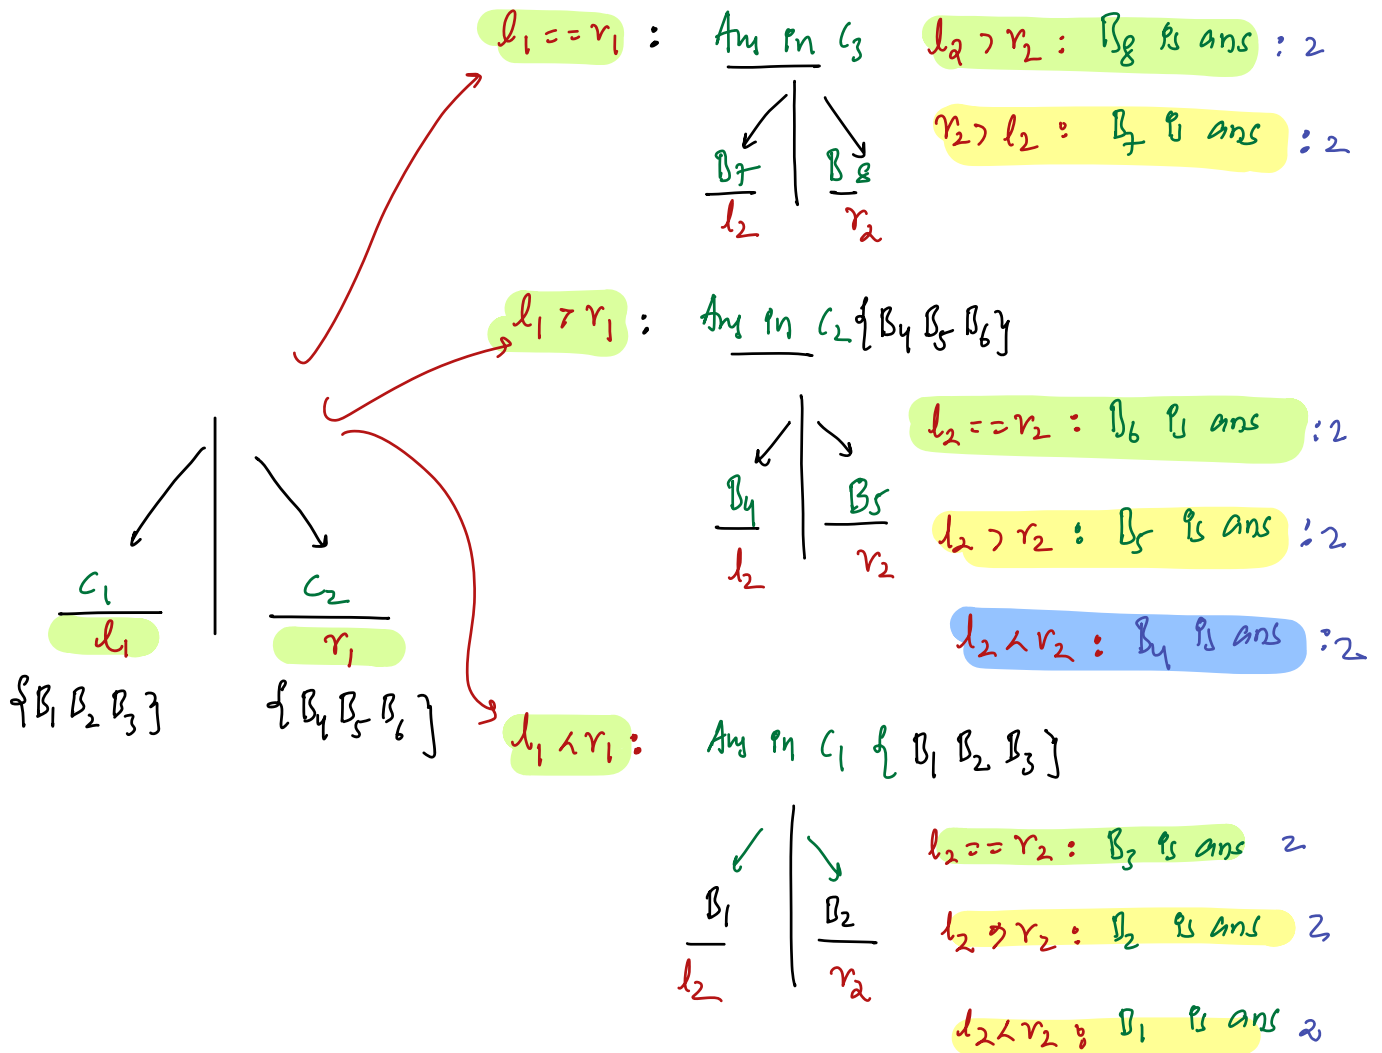 l1 == r1 : Ans in C3
l2 > r2 : B8 is ans : 2
r2 > l2 : B7 is ans : 2
B7 B8
l2 r2
l1 > r1 : Ans in C2 {B4 B5 B6}
l2 == r2 : B6 is ans : 2
B4 B5
l2 r2
l2 > r2 : B5 is ans : 2
l2 < r2 : B4 is ans : 2
C1 C2
l1 r1
{B1 B2 B3} {B4 B5 B6}
l1 < r1 : Ans in C1 { B1 B2 B3 }
l2 == r2 : B3 is ans 2
B1 B2
l2 r2
l2 > r2 : B2 is ans 2
l2 < r2 : B1 is ans 2